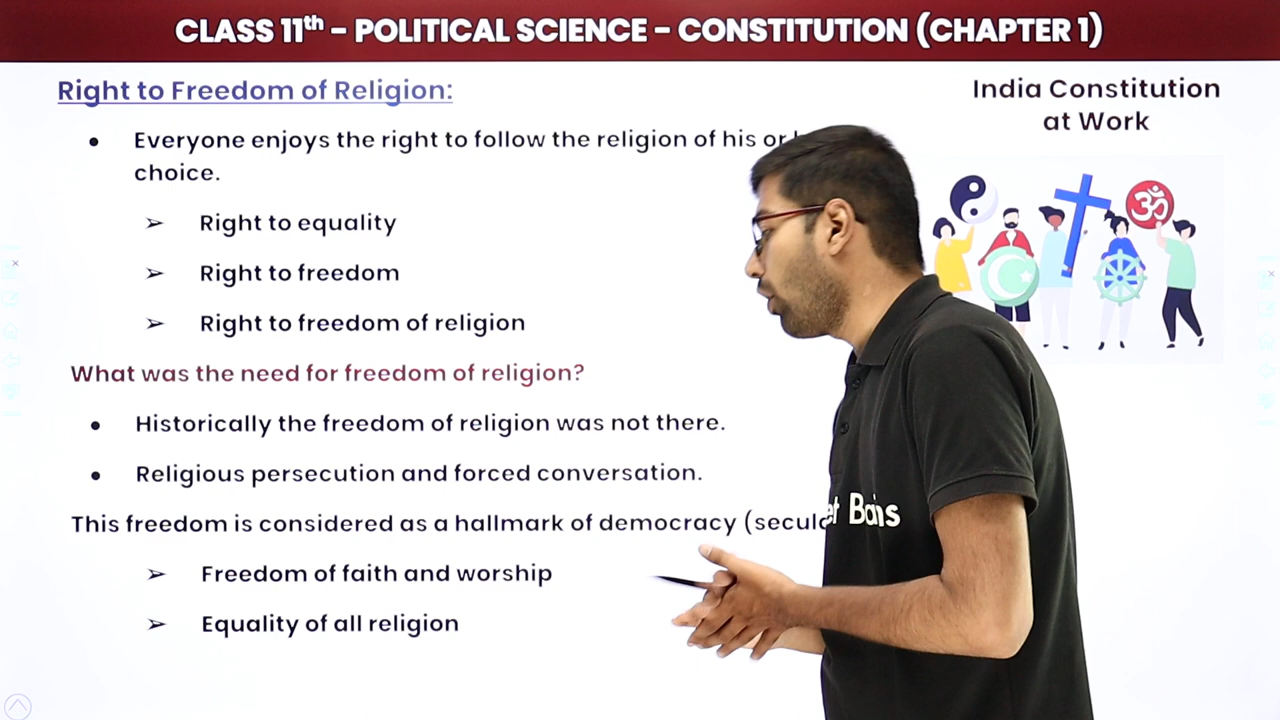 CLASS 11th – POLITICAL SCIENCE – CONSTITUTION (CHAPTER 1)
Right to Freedom of Religion:
India Constitution
at Work
• Everyone enjoys the right to follow the religion of his or
choice.
➢ Right to equality
➢ Right to freedom
➢ Right to freedom of religion
What was the need for freedom of religion?
• Historically the freedom of religion was not there.
• Religious persecution and forced conversation.
This freedom is considered as a hallmark of democracy
➢ Freedom of faith and worship
➢ Equality of all religion
ॐ